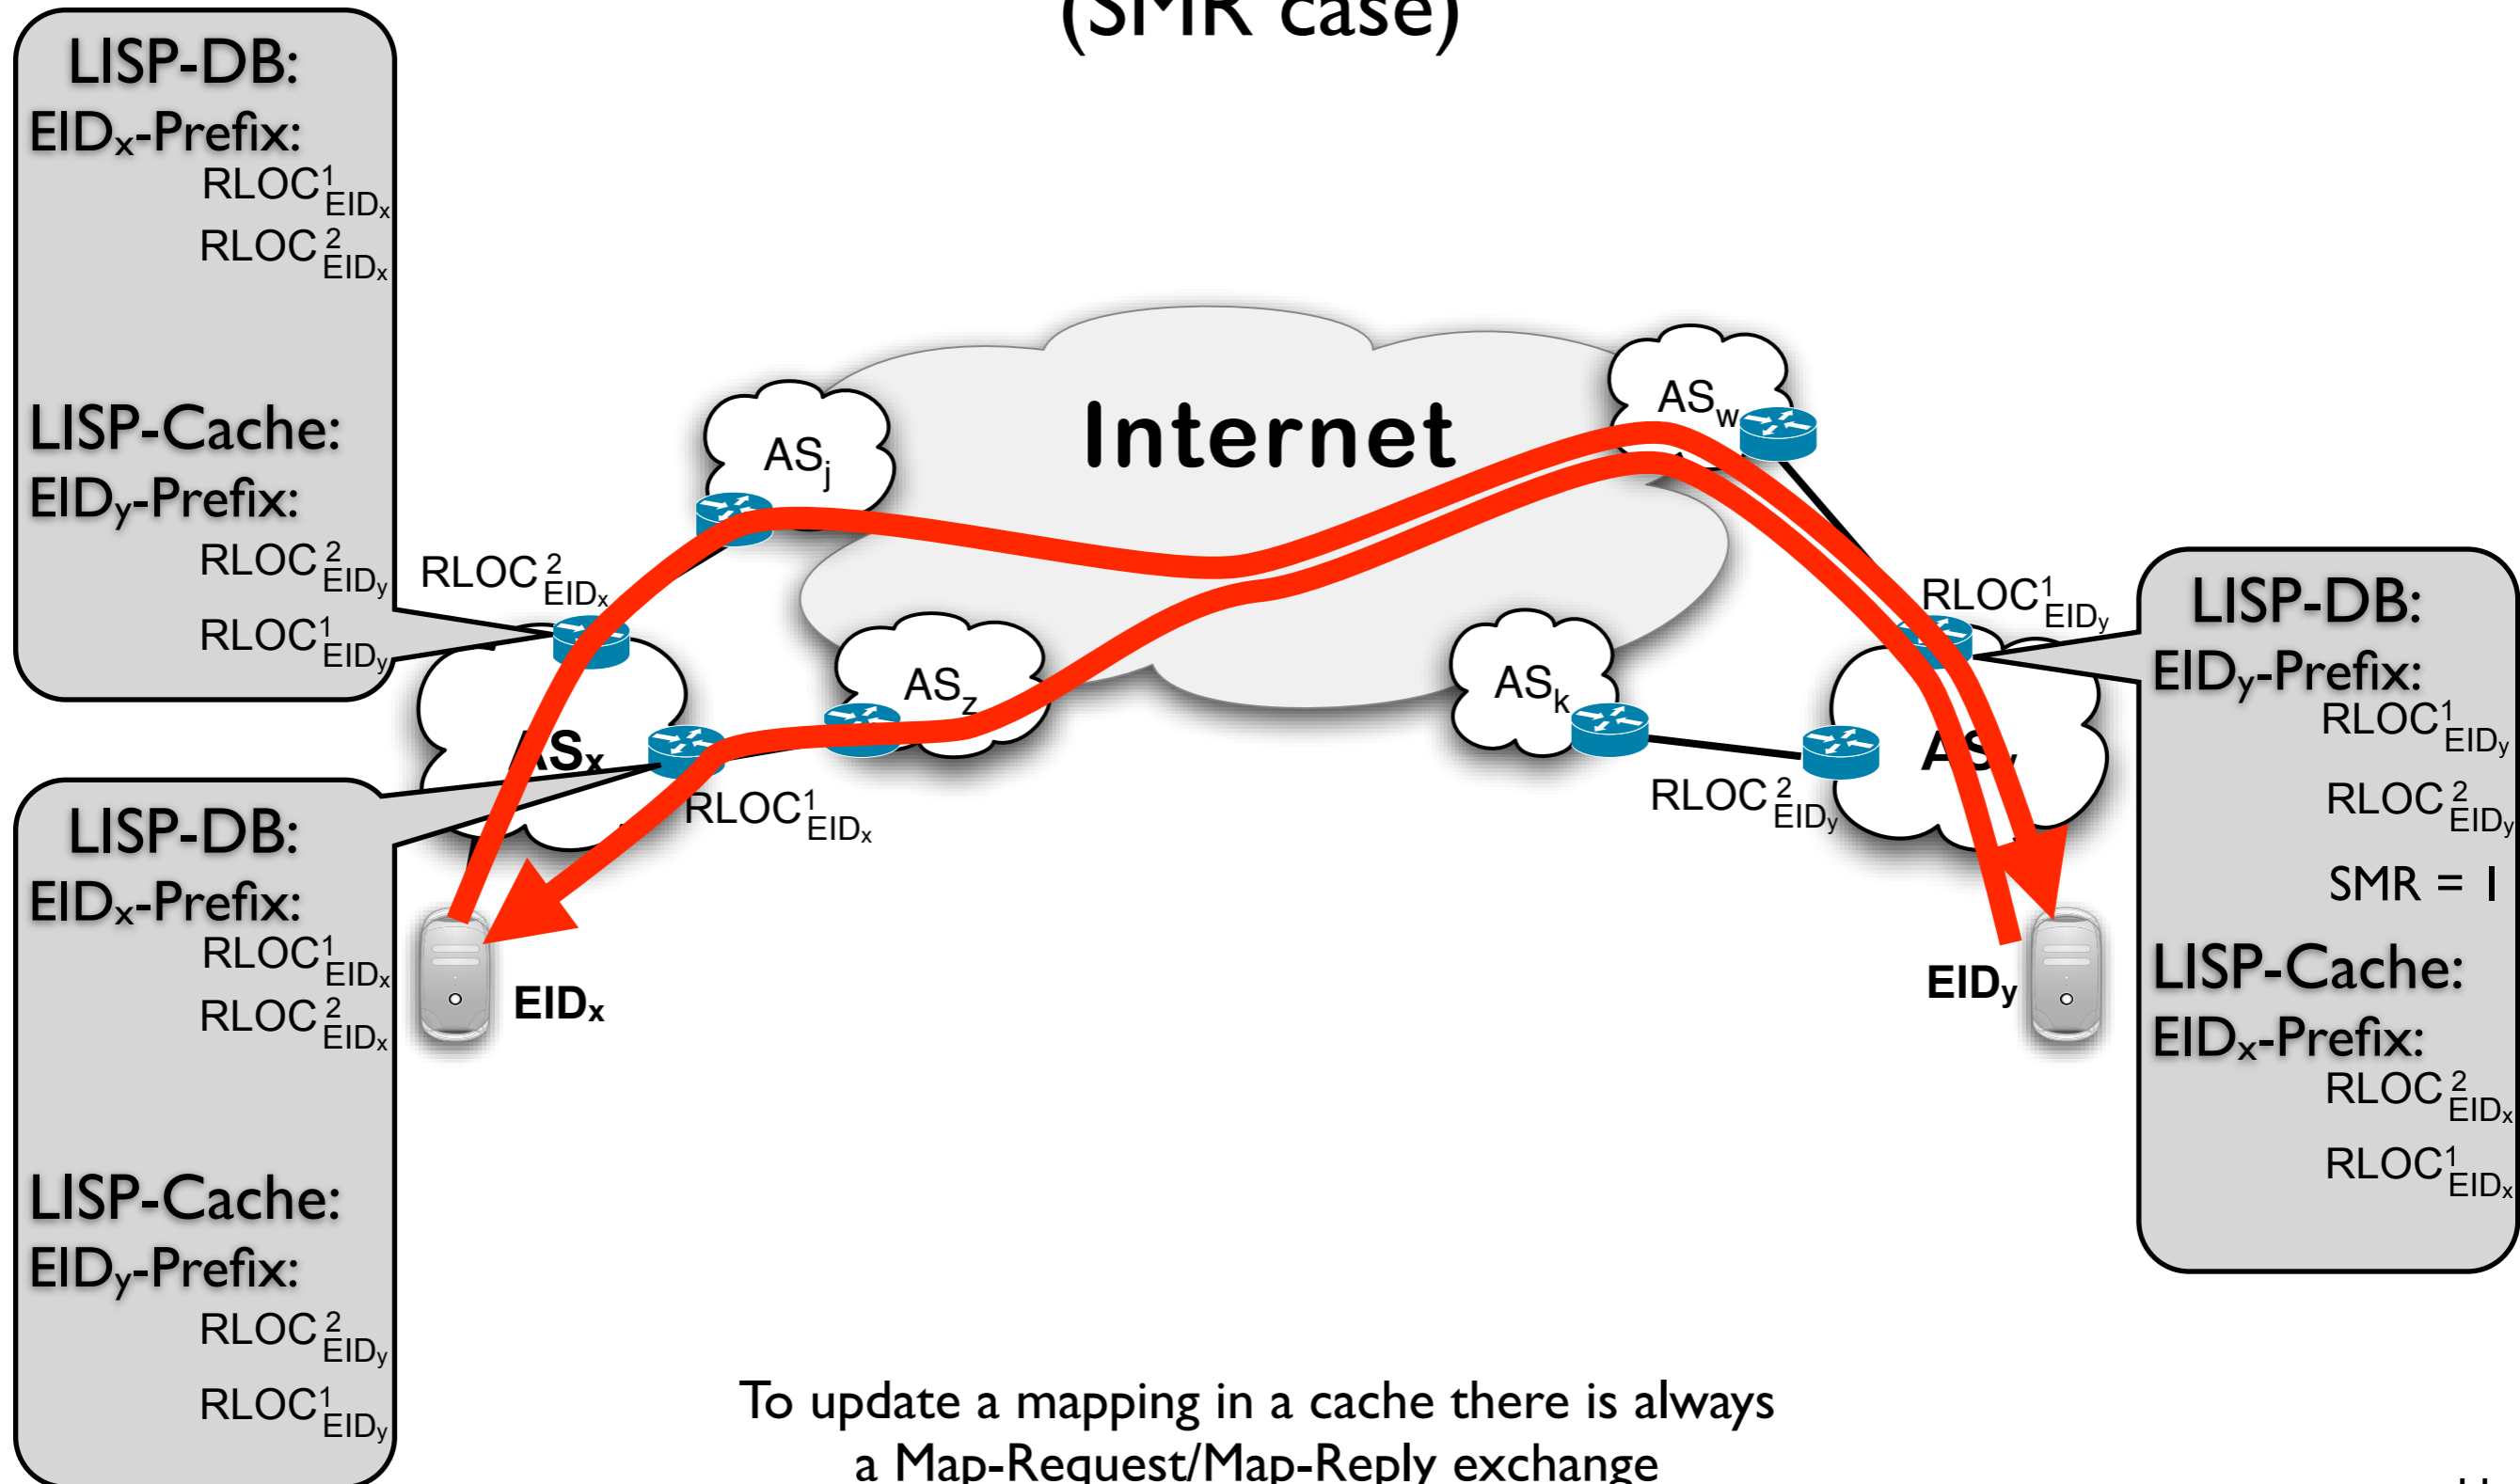 (SMR case)
LISP-DB:
EIDx-Prefix:
RLOC¹EIDx
RLOC²EIDx
LISP-Cache:
EIDy-Prefix:
RLOC²EIDy
RLOC¹EIDy
LISP-DB:
EIDx-Prefix:
RLOC¹EIDx
RLOC²EIDx
LISP-Cache:
EIDy-Prefix:
RLOC²EIDy
RLOC¹EIDy
Internet
ASj
ASw
RLOC²EIDx
ASz
ASk
RLOC¹EIDy
ASx
RLOC¹EIDx
RLOC²EIDy
EIDx
EIDy
LISP-DB:
EIDy-Prefix:
RLOC¹EIDy
RLOC²EIDy
SMR = 1
LISP-Cache:
EIDx-Prefix:
RLOC²EIDx
RLOC¹EIDx
To update a mapping in a cache there is always
a Map-Request/Map-Reply exchange